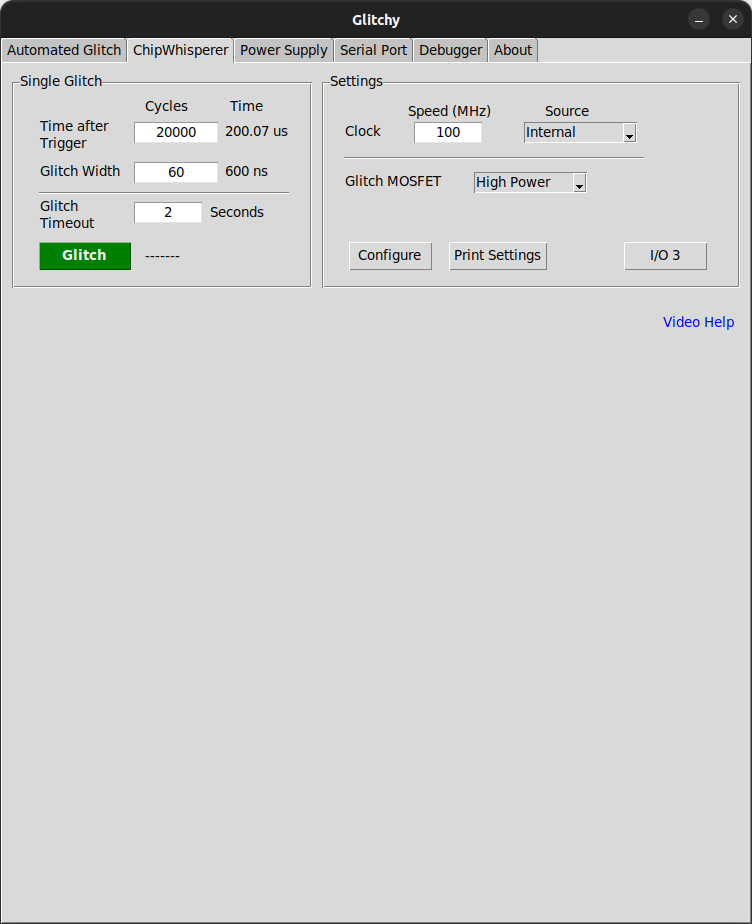 Glitchy
Automated Glitch ChipWhisperer Power Supply Serial Port Debugger About
Single Glitch
Cycles Time
Time after
Trigger
20000 200.07 us
Glitch Width 60 600 ns
Glitch
Timeout
2 Seconds
Glitch -------
Settings
Speed (MHz) Source
Clock 100 Internal
Glitch MOSFET High Power
Configure Print Settings I/O 3
Video Help